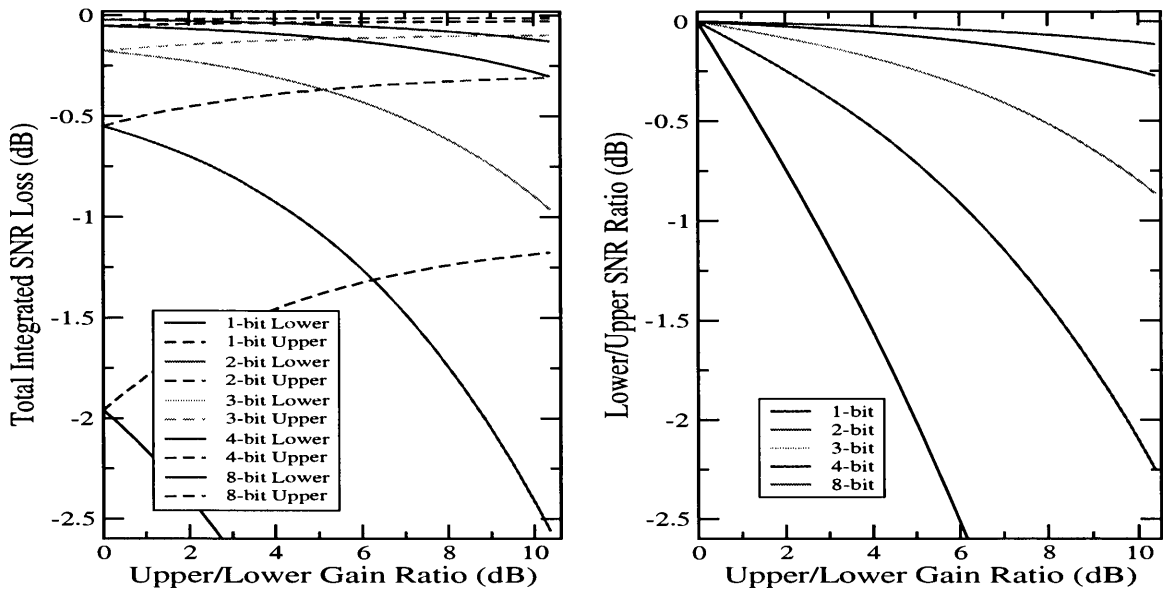 0
-0.5
-1
-1.5
-2
-2.5
0 2 4 6 8 10
Total Integrated SNR Loss (dB)
Upper/Lower Gain Ratio (dB)
1-bit Lower
1-bit Upper
2-bit Lower
2-bit Upper
3-bit Lower
3-bit Upper
4-bit Lower
4-bit Upper
8-bit Lower
8-bit Upper
0
-0.5
-1
-1.5
-2
-2.5
0 2 4 6 8 10
Lower/Upper SNR Ratio (dB)
Upper/Lower Gain Ratio (dB)
1-bit
2-bit
3-bit
4-bit
8-bit